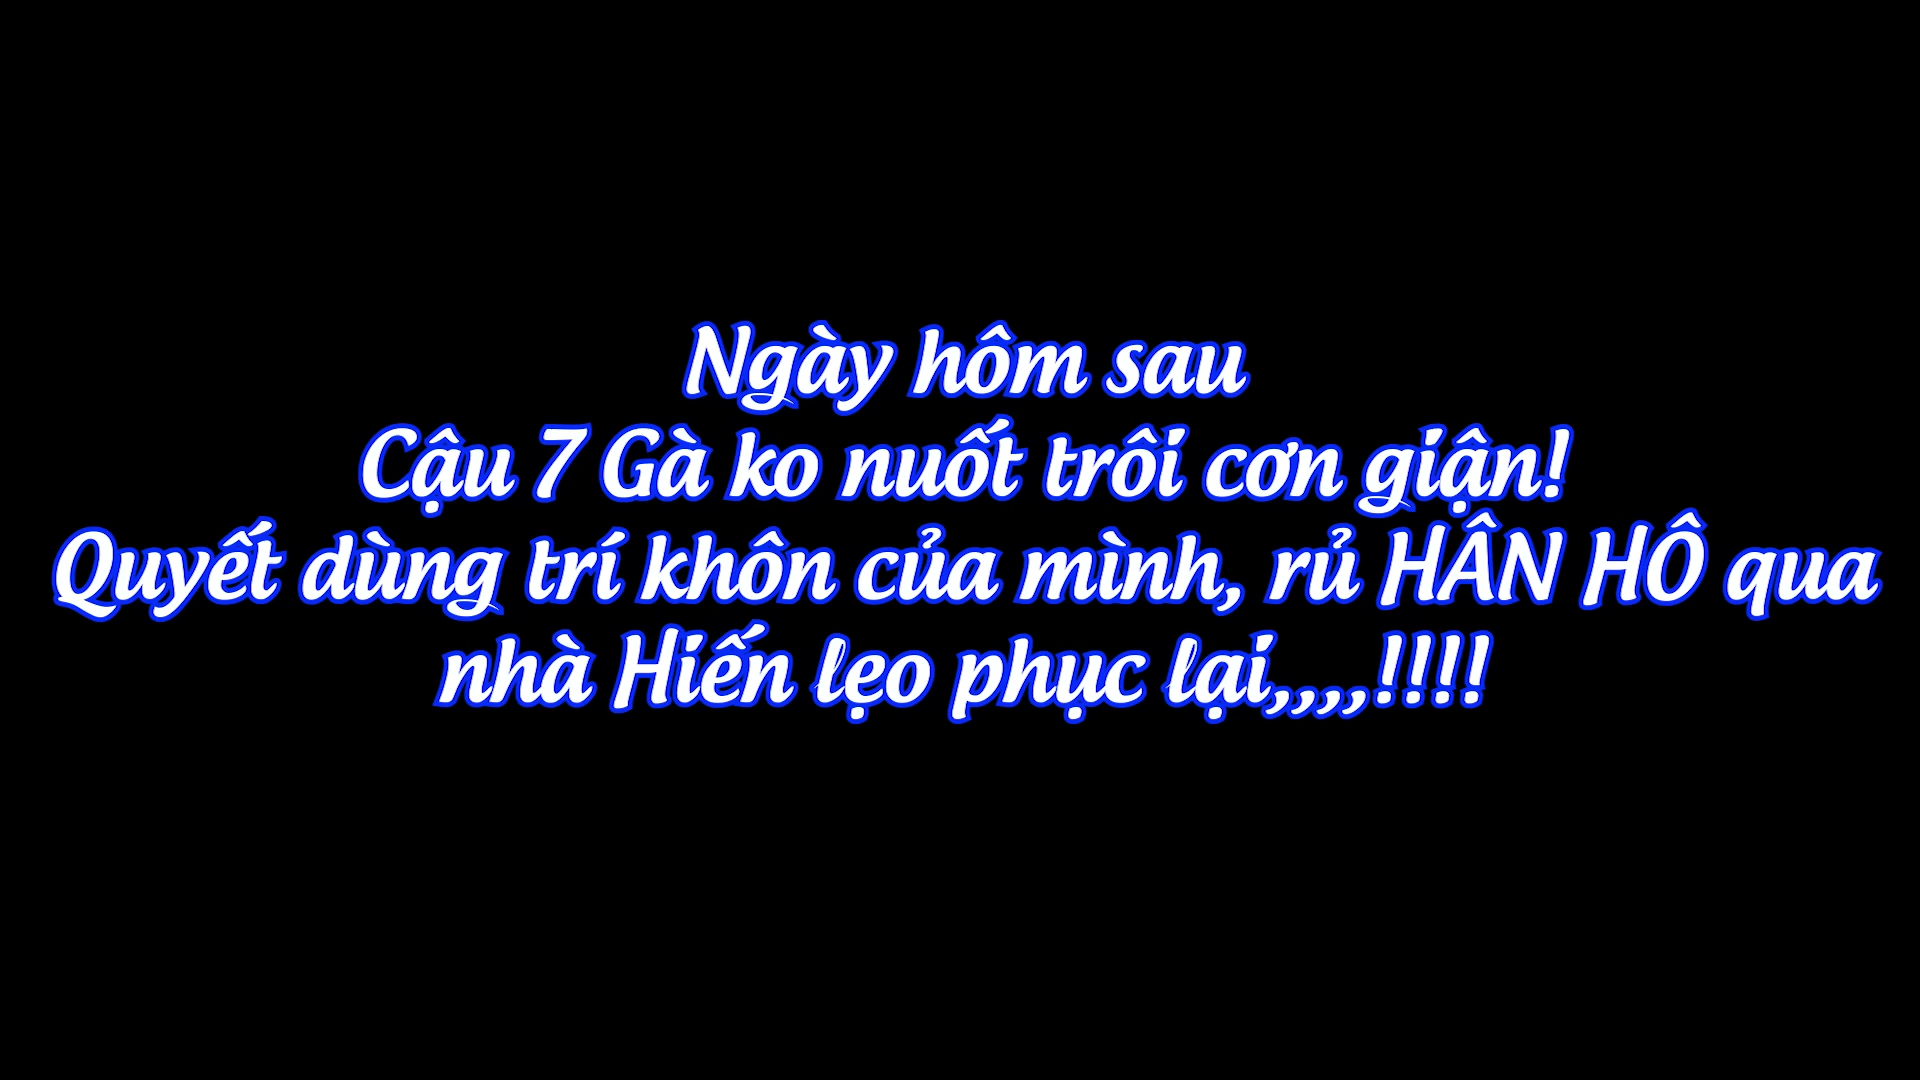 Ngày hôm sau
Cậu 7 Gà ko nuốt trôi cơn giận!
Quyết dùng trí khôn của mình, rủ HÂN HÔ qua
nhà Hiến lẹo phục lại,,,,!!!!